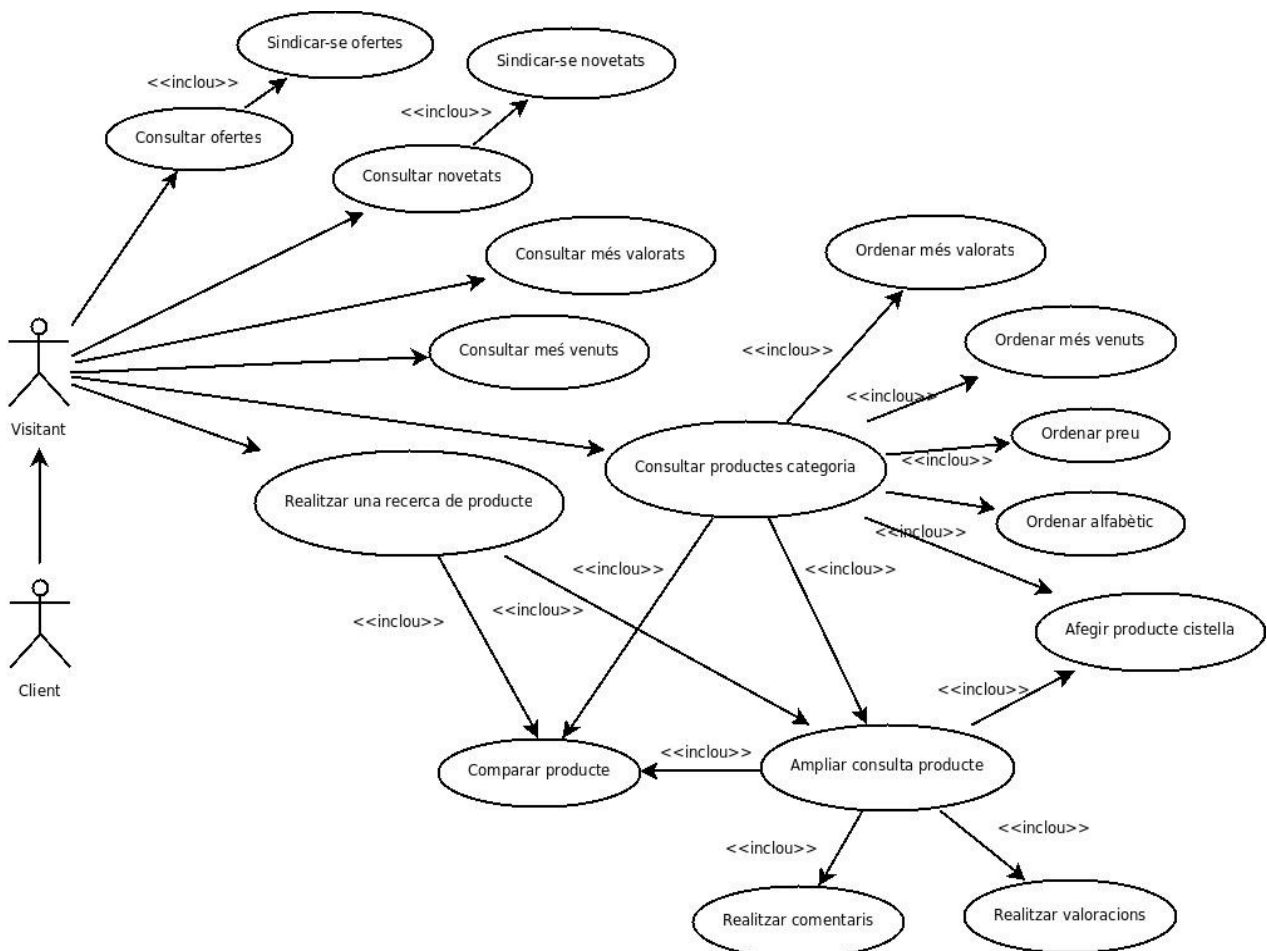 Sindicar-se ofertes
Sindicar-se novetats
<<inclou>>
<<inclou>>
Consultar ofertes
Consultar novetats
Consultar més valorats
Ordenar més valorats
Consultar meś venuts
<<inclou>>
Ordenar més venuts
<<inclou>>
Visitant
Ordenar preu
<<inclou>>
Consultar productes categoria
Realitzar una recerca de producte
Ordenar alfabètic
<<inclou>>
<<inclou>>
<<inclou>>
<<inclou>>
<<inclou>>
Afegir producte cistella
Client
<<inclou>>
<<inclou>>
Comparar producte
Ampliar consulta producte
<<inclou>>
<<inclou>>
Realitzar comentaris
Realitzar valoracions